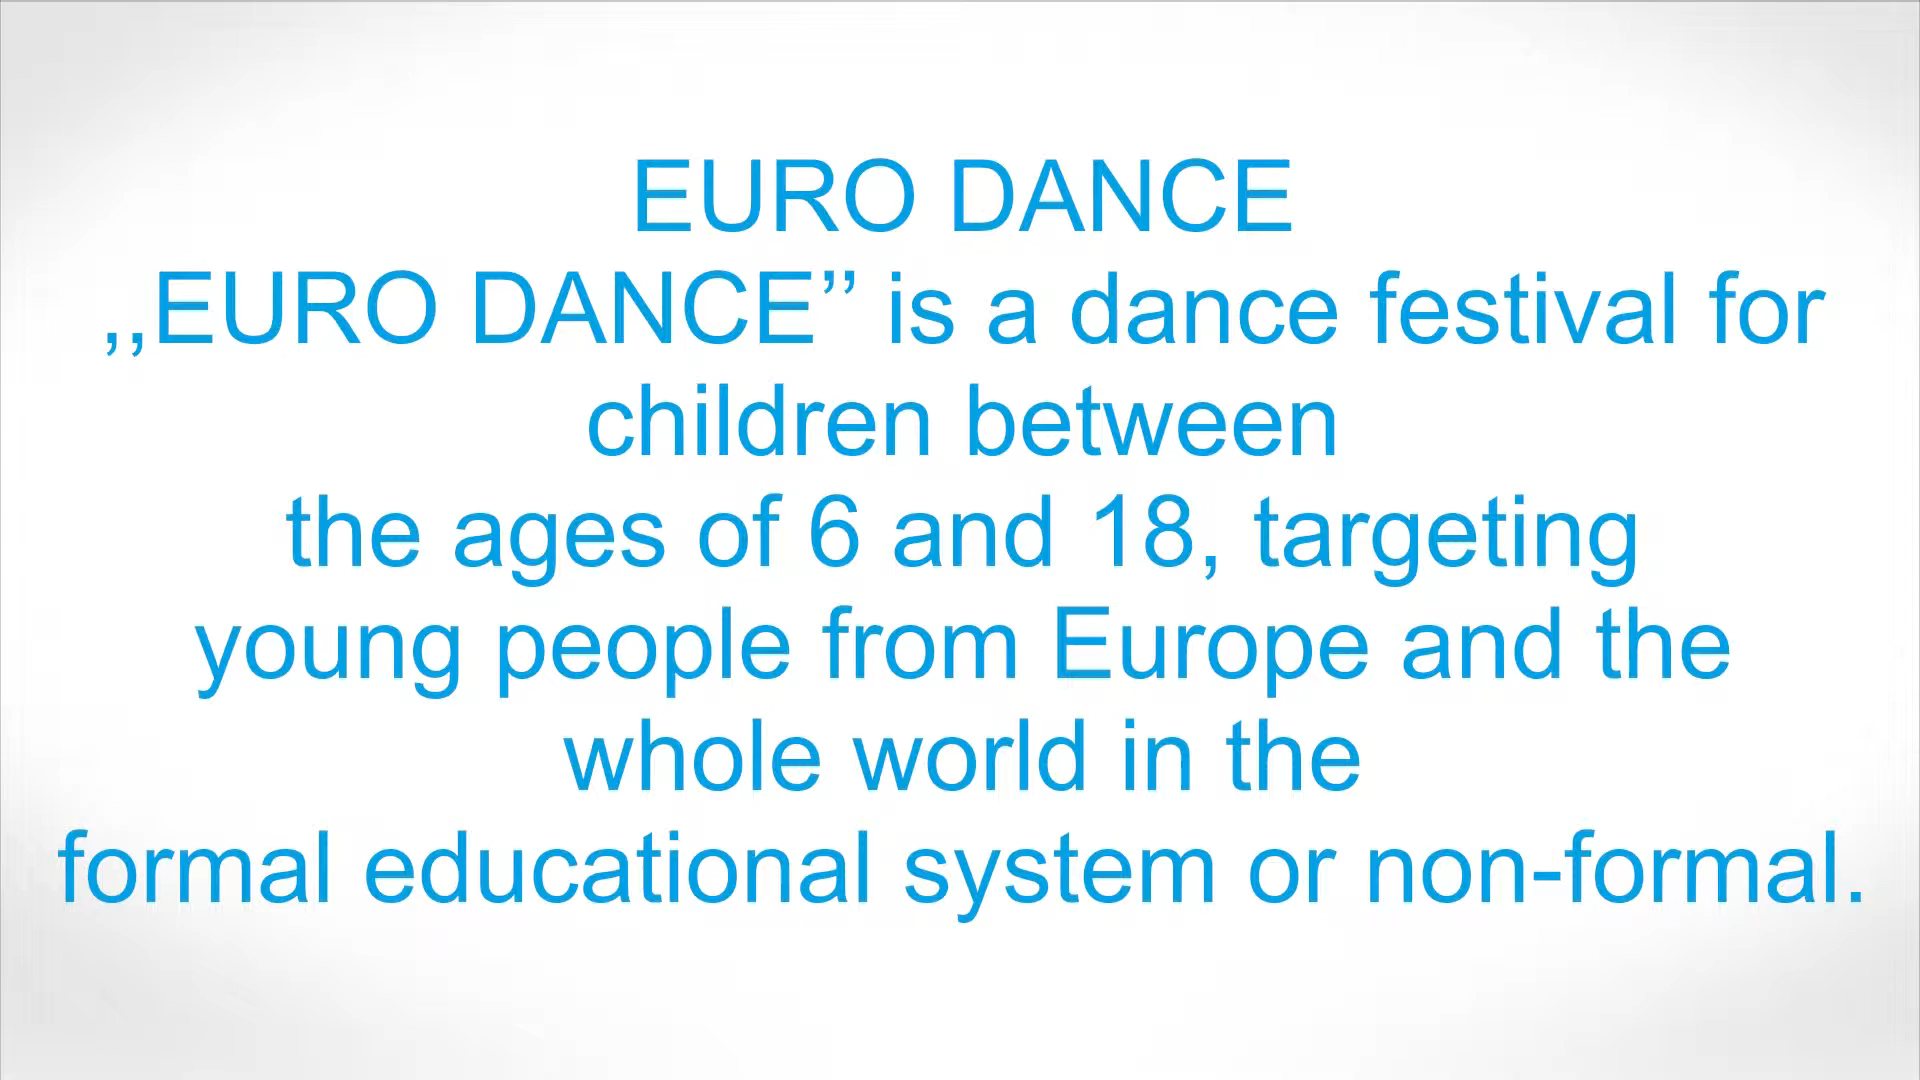 EURO DANCE
,,EURO DANCE’’ is a dance festival for
children between
the ages of 6 and 18, targeting
young people from Europe and the
whole world in the
formal educational system or non-formal.